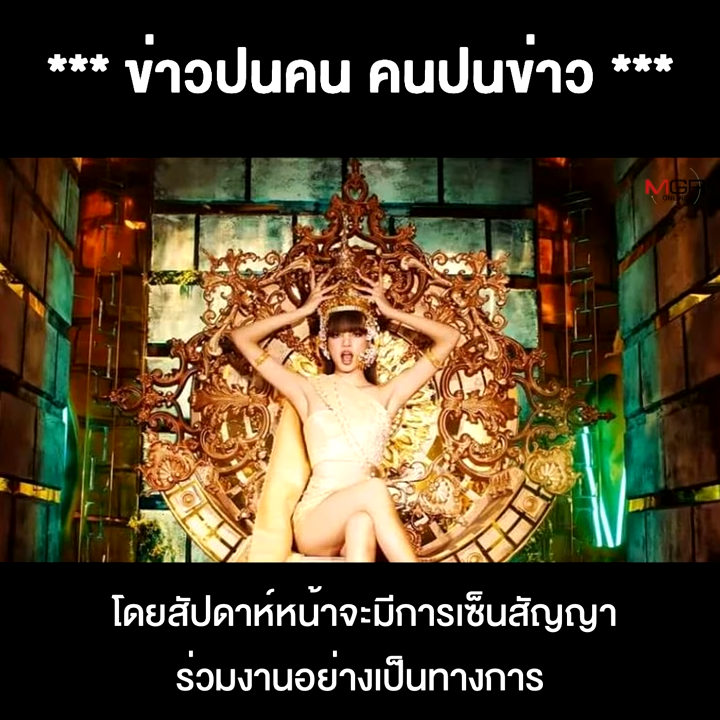 *** ข่าวปนคน คนปนข่าว ***
MGR
ONLINE
โดยสัปดาห์หน้าจะมีการเซ็นสัญญา
ร่วมงานอย่างเป็นทางการ